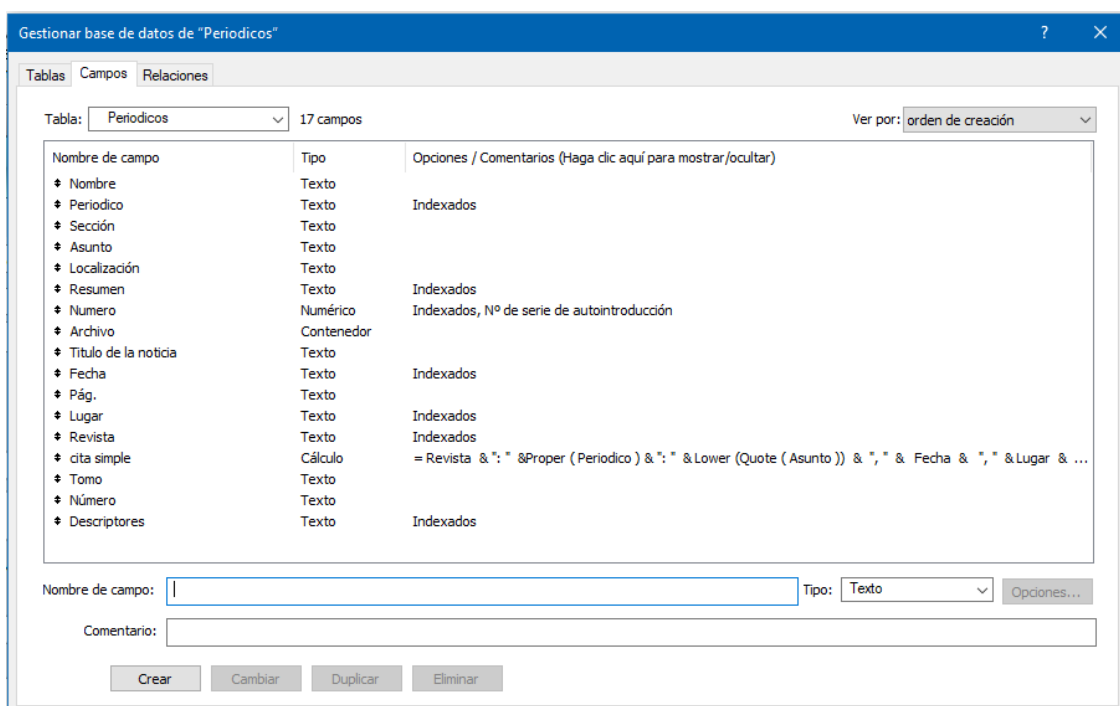 Gestionar base de datos de "Periodicos" ?
Tablas Campos Relaciones
Tabla: Periodicos 17 campos Ver por: orden de creación
Nombre de campo Tipo Opciones / Comentarios (Haga clic aquí para mostrar/ocultar)
Nombre Texto
Periodico Texto Indexados
Sección Texto
Asunto Texto
Localización Texto
Resumen Texto Indexados
Numero Numérico Indexados, Nº de serie de autointroducción
Archivo Contenedor
Titulo de la noticia Texto
Fecha Texto Indexados
Pág. Texto
Lugar Texto Indexados
Revista Texto Indexados
cita simple Cálculo = Revista & ": " &Proper ( Periodico ) & ": " & Lower (Quote ( Asunto )) & ", " & Fecha & ", " & Lugar & ...
Tomo Texto
Número Texto
Descriptores Texto Indexados
Nombre de campo: Tipo: Texto Opciones...
Comentario:
Crear Cambiar Duplicar Eliminar